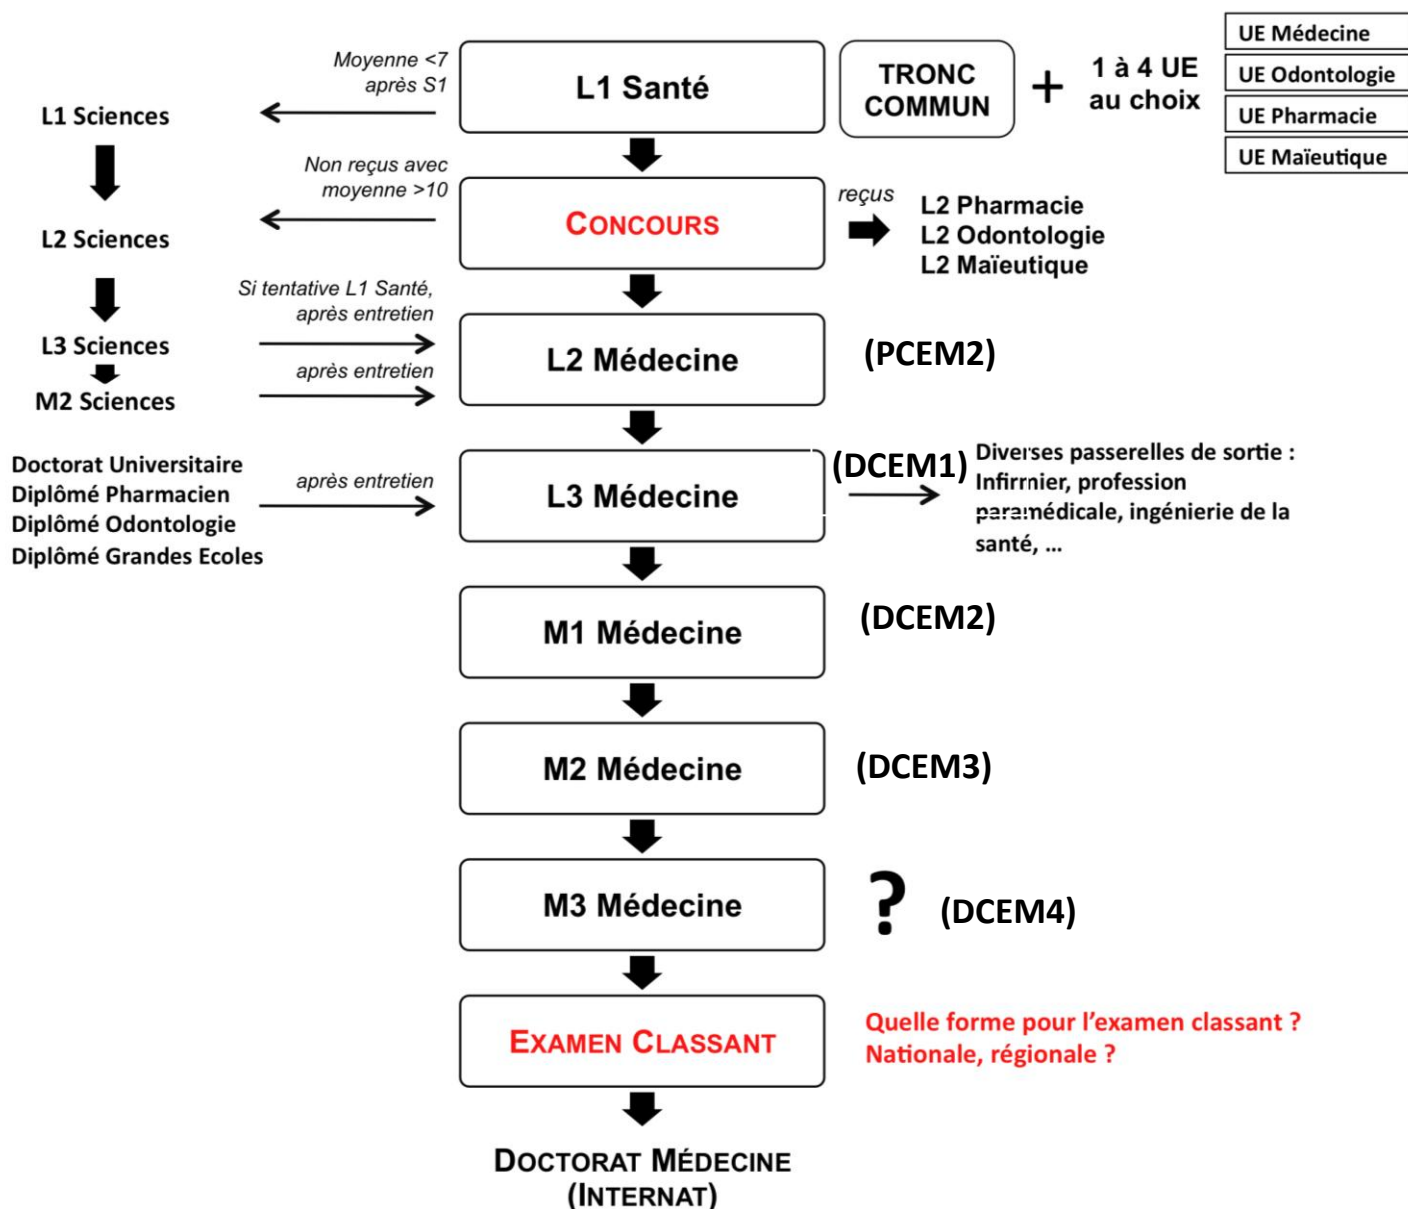 Moyenne <7
après S1
L1 Santé
TRONC
COMMUN
+
1 à 4 UE
au choix
UE Médecine
UE Odontologie
UE Pharmacie
UE Maïeutique
L1 Sciences
Non reçus avec
moyenne >10
CONCOURS
reçus
L2 Pharmacie
L2 Odontologie
L2 Maïeutique
L2 Sciences
Si tentative L1 Santé,
après entretien
L3 Sciences
L2 Médecine
(PCEM2)
après entretien
M2 Sciences
Doctorat Universitaire
Diplômé Pharmacien
Diplômé Odontologie
Diplômé Grandes Ecoles
après entretien
L3 Médecine
(DCEM1)
Diverses passerelles de sortie :
Infirmier, profession
paramédicale, ingénierie de la
santé, ...
M1 Médecine
(DCEM2)
M2 Médecine
(DCEM3)
M3 Médecine
?
(DCEM4)
EXAMEN CLASSANT
Quelle forme pour l'examen classant ?
Nationale, régionale ?
DOCTORAT MÉDECINE
(INTERNAT)